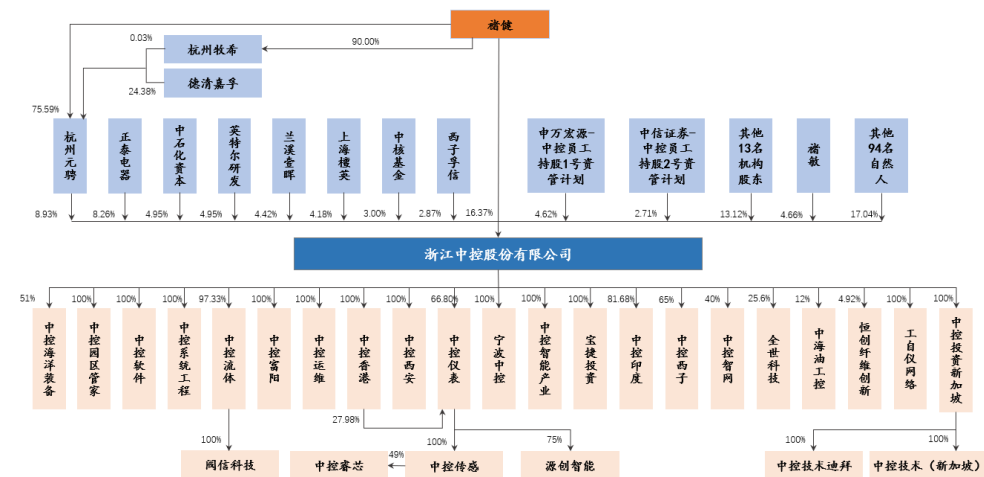 褚健
0.03%
90.00%
杭州牧希
德清嘉孚
24.38%
75.59%
杭州元骋
正泰电器
中石化资本
英特尔研发
兰溪壹晖
上海檀英
中核基金
西子孚信
申万宏源-中控员工持股1号资管计划
中信证券-中控员工持股2号资管计划
其他13名机构股东
褚敏
其他94名自然人
8.93%
8.26%
4.95%
4.95%
4.42%
4.18%
3.00%
2.87%
16.37%
4.62%
2.71%
13.12%
4.66%
17.04%
浙江中控股份有限公司
51%
100%
100%
100%
97.33%
100%
100%
100%
100%
66.80%
100%
100%
100%
81.68%
65%
40%
25.6%
12%
4.92%
100%
100%
中控海洋装备
中控园区管家
中控软件
中控系统工程
中控流体
中控富阳
中控运维
中控香港
中控西安
中控仪表
宁波中控
中控智能产业
宝捷投资
中控印度
中控西子
中控智网
全世科技
中海油工控
恒创纤维创新
工自仪网络
中控投资新加坡
27.98%
100%
49%
100%
75%
100%
100%
阀信科技
中控睿芯
中控传感
源创智能
中控技术迪拜
中控技术（新加坡）